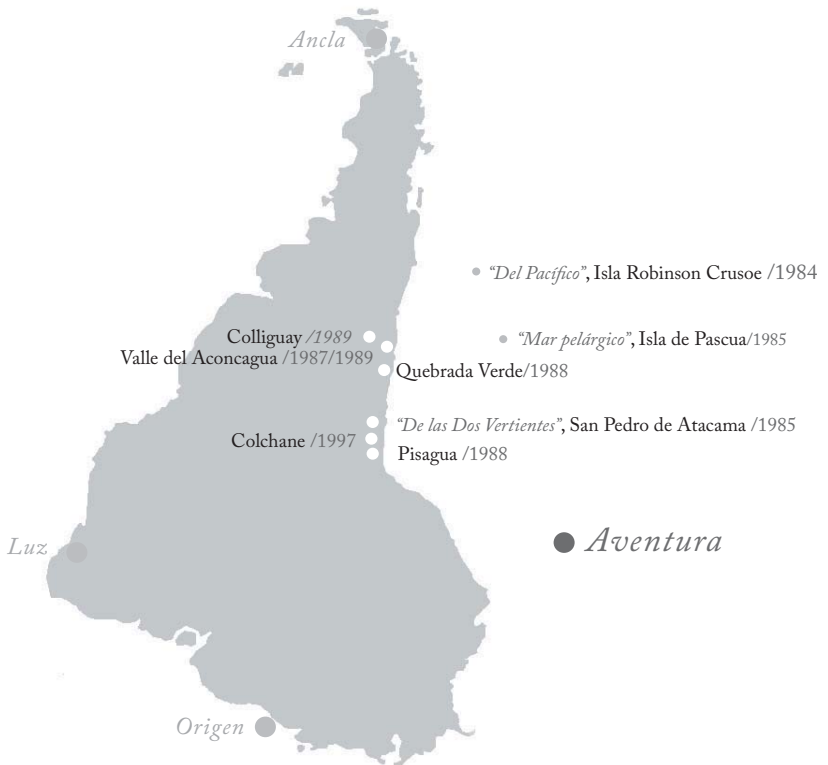 Ancla
“Del Pacífico”, Isla Robinson Crusoe /1984
Colliguay /1989
“Mar pelárgico”, Isla de Pascua/1985
Valle del Aconcagua /1987/1989
Quebrada Verde/1988
“De las Dos Vertientes”, San Pedro de Atacama /1985
Colchane /1997
Pisagua /1988
Luz
Aventura
Origen